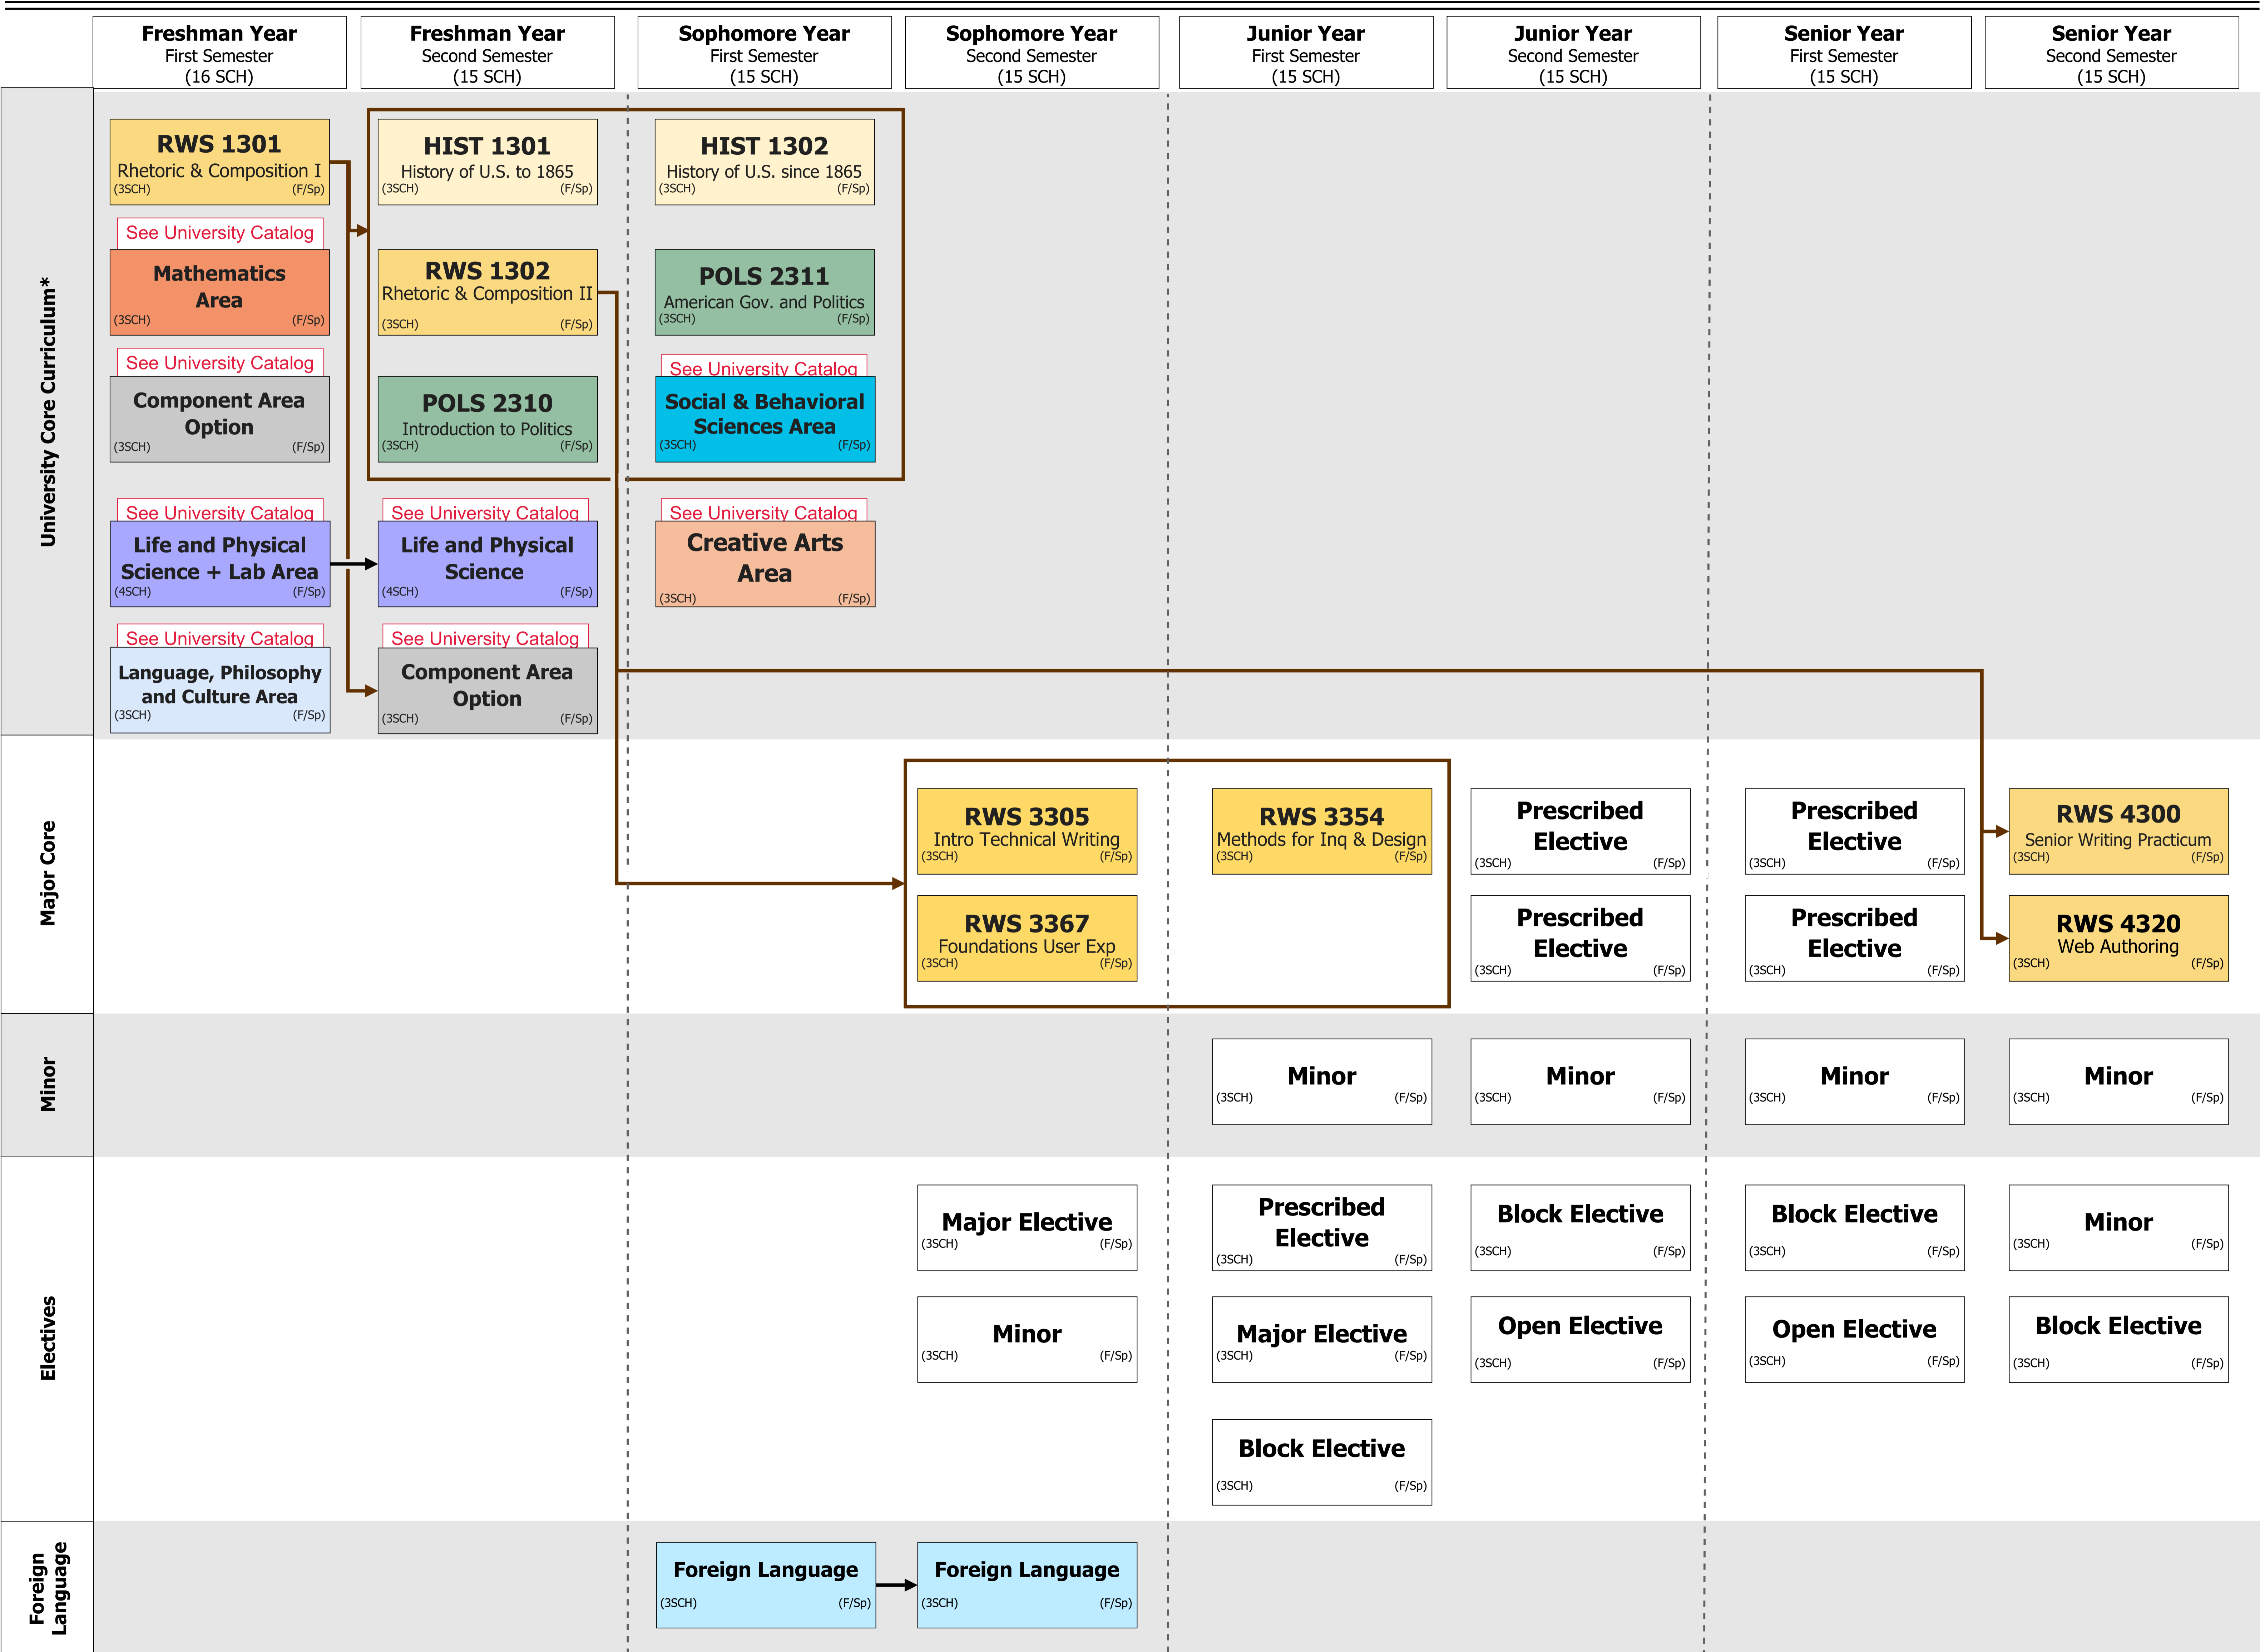 Freshman Year
First Semester
(16 SCH)
Freshman Year
Second Semester
(15 SCH)
Sophomore Year
First Semester
(15 SCH)
Sophomore Year
Second Semester
(15 SCH)
Junior Year
First Semester
(15 SCH)
Junior Year
Second Semester
(15 SCH)
Senior Year
First Semester
(15 SCH)
Senior Year
Second Semester
(15 SCH)
University Core Curriculum*
RWS 1301
Rhetoric & Composition I
(3SCH) (F/Sp)
See University Catalog
Mathematics
Area
(3SCH) (F/Sp)
See University Catalog
Component Area
Option
(3SCH) (F/Sp)
See University Catalog
Life and Physical
Science + Lab Area
(4SCH) (F/Sp)
See University Catalog
Language, Philosophy
and Culture Area
(3SCH) (F/Sp)
HIST 1301
History of U.S. to 1865
(3SCH) (F/Sp)
RWS 1302
Rhetoric & Composition II
(3SCH) (F/Sp)
POLS 2310
Introduction to Politics
(3SCH) (F/Sp)
See University Catalog
Life and Physical
Science
(4SCH) (F/Sp)
See University Catalog
Component Area
Option
(3SCH) (F/Sp)
HIST 1302
History of U.S. since 1865
(3SCH) (F/Sp)
POLS 2311
American Gov. and Politics
(3SCH) (F/Sp)
See University Catalog
Social & Behavioral
Sciences Area
(3SCH) (F/Sp)
See University Catalog
Creative Arts
Area
(3SCH) (F/Sp)
Major Core
RWS 3305
Intro Technical Writing
(3SCH) (F/Sp)
RWS 3367
Foundations User Exp
(3SCH) (F/Sp)
RWS 3354
Methods for Inq & Design
(3SCH) (F/Sp)
Prescribed
Elective
(3SCH) (F/Sp)
Prescribed
Elective
(3SCH) (F/Sp)
Prescribed
Elective
(3SCH) (F/Sp)
Prescribed
Elective
(3SCH) (F/Sp)
RWS 4300
Senior Writing Practicum
(3SCH) (F/Sp)
RWS 4320
Web Authoring
(3SCH) (F/Sp)
Minor
Minor
(3SCH) (F/Sp)
Minor
(3SCH) (F/Sp)
Minor
(3SCH) (F/Sp)
Minor
(3SCH) (F/Sp)
Electives
Major Elective
(3SCH) (F/Sp)
Minor
(3SCH) (F/Sp)
Prescribed
Elective
(3SCH) (F/Sp)
Major Elective
(3SCH) (F/Sp)
Block Elective
(3SCH) (F/Sp)
Block Elective
(3SCH) (F/Sp)
Open Elective
(3SCH) (F/Sp)
Block Elective
(3SCH) (F/Sp)
Open Elective
(3SCH) (F/Sp)
Minor
(3SCH) (F/Sp)
Block Elective
(3SCH) (F/Sp)
Foreign
Language
Foreign Language
(3SCH) (F/Sp)
Foreign Language
(3SCH) (F/Sp)